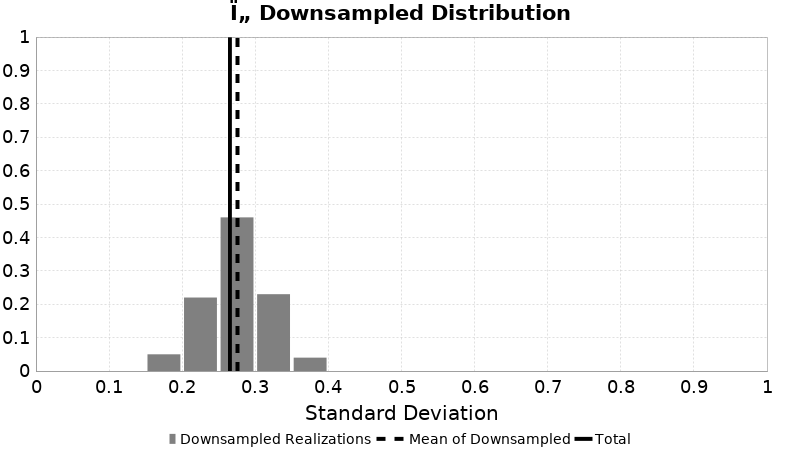 Ï„ Downsampled Distribution
1
0.9
0.8
0.7
0.6
0.5
0.4
0.3
0.2
0.1
0
0 0.1 0.2 0.3 0.4 0.5 0.6 0.7 0.8 0.9 1
Standard Deviation
Downsampled Realizations Mean of Downsampled Total